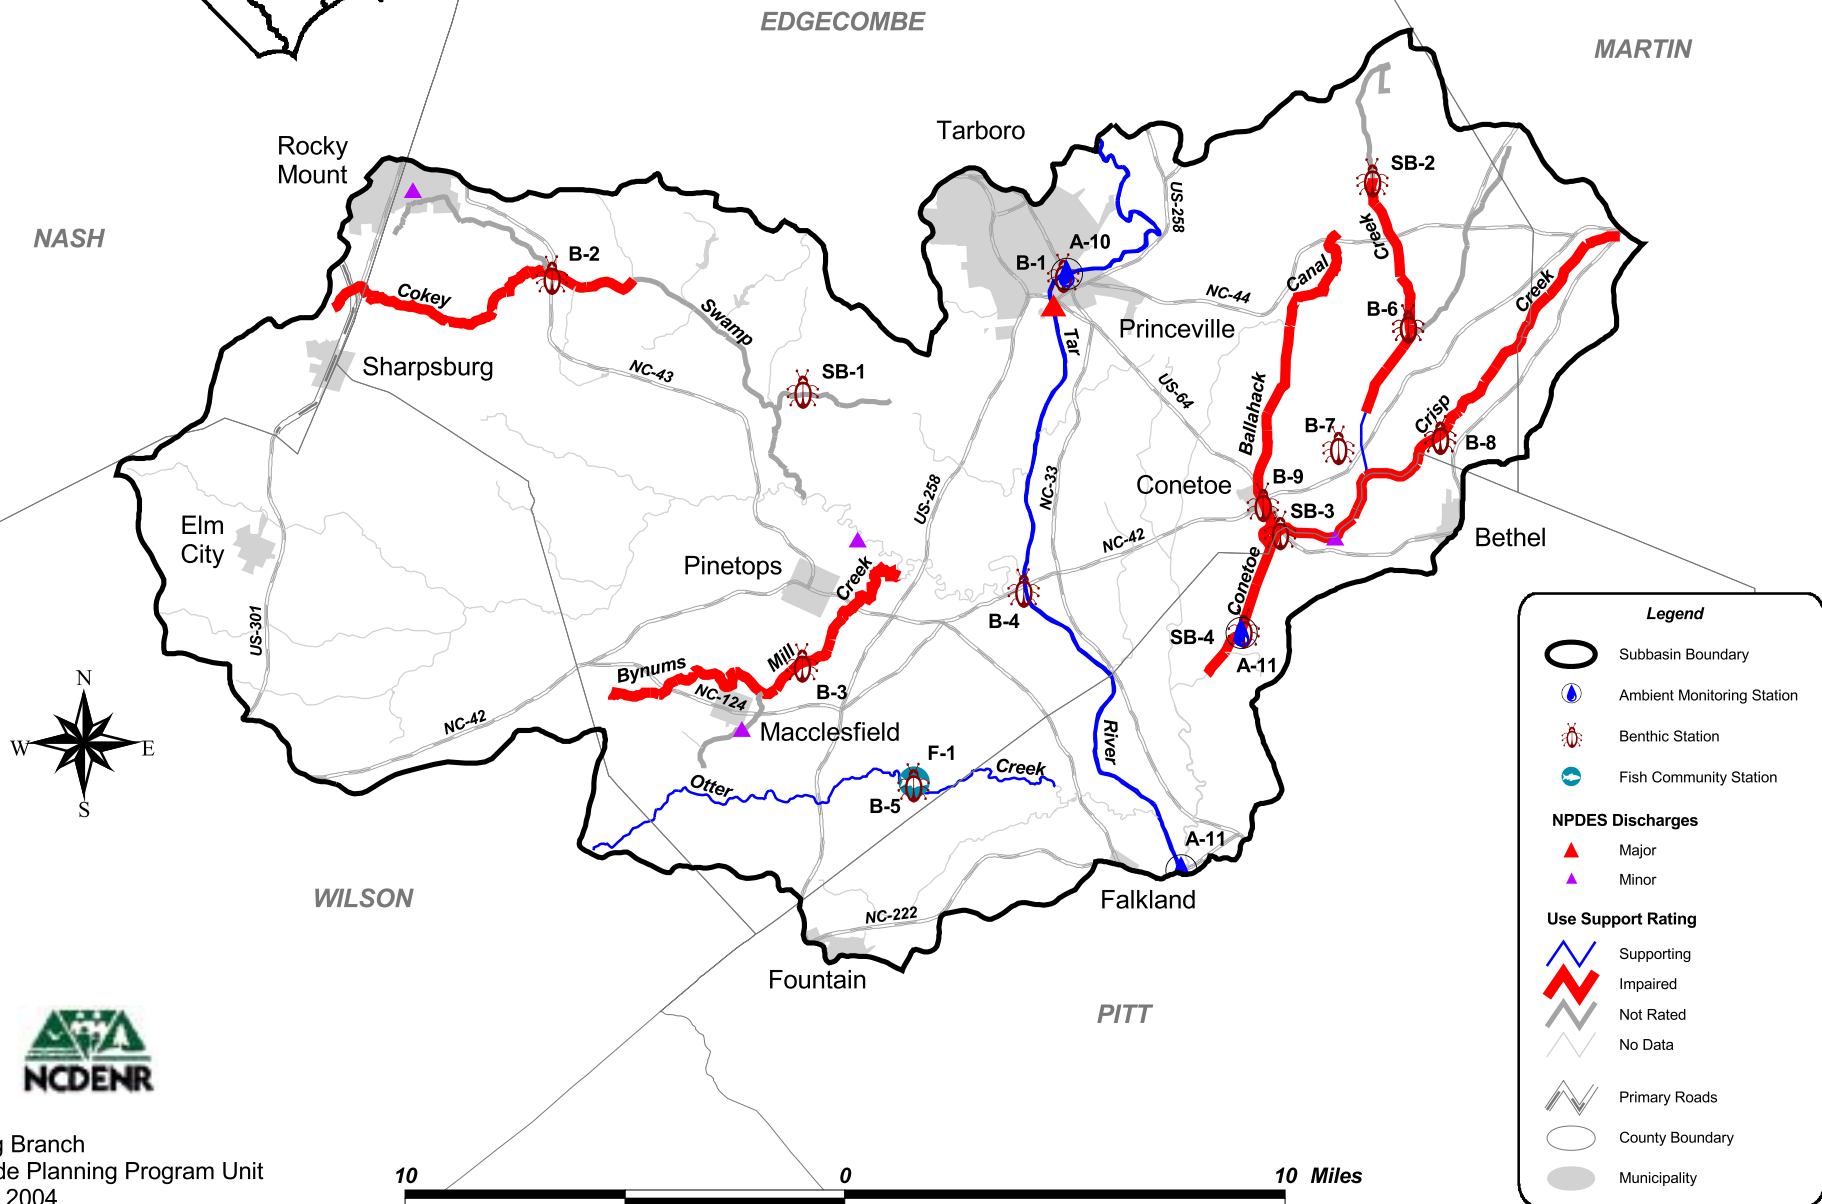 EDGECOMBE
MARTIN
NASH
WILSON
PITT
Rocky
Mount
Tarboro
SB-2
US-258
A-10
B-1
B-2
Creek
Canal
Creek
Cokey
NC-44
Swamp
B-6
Princeville
Tar
Sharpsburg
NC-43
SB-1
US-64
Ballahack
Crisp
B-7
B-8
US-258
NC-33
Conetoe
B-9
SB-3
Elm
City
NC-42
Bethel
Pinetops
Creek
Conetoe
US-301
B-4
SB-4
A-11
Bynums
Mill
B-3
NC-124
NC-42
Macclesfield
River
F-1
Otter
Creek
B-5
A-11
Falkland
NC-222
Fountain
N
W
E
S
NCDENR
g Branch
de Planning Program Unit
2004
10
0
10 Miles
Legend
Subbasin Boundary
Ambient Monitoring Station
Benthic Station
Fish Community Station
NPDES Discharges
Major
Minor
Use Support Rating
Supporting
Impaired
Not Rated
No Data
Primary Roads
County Boundary
Municipality